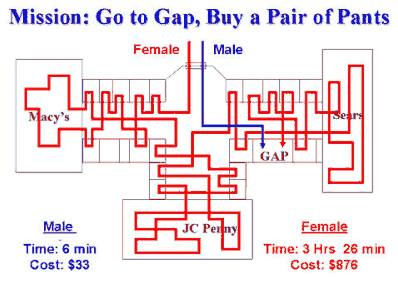 Mission: Go to Gap, Buy a Pair of Pants
Female Male
Macy's
Sears
GAP
JC Penny
Male
Time: 6 min
Cost: $33
Female
Time: 3 Hrs 26 min
Cost: $876